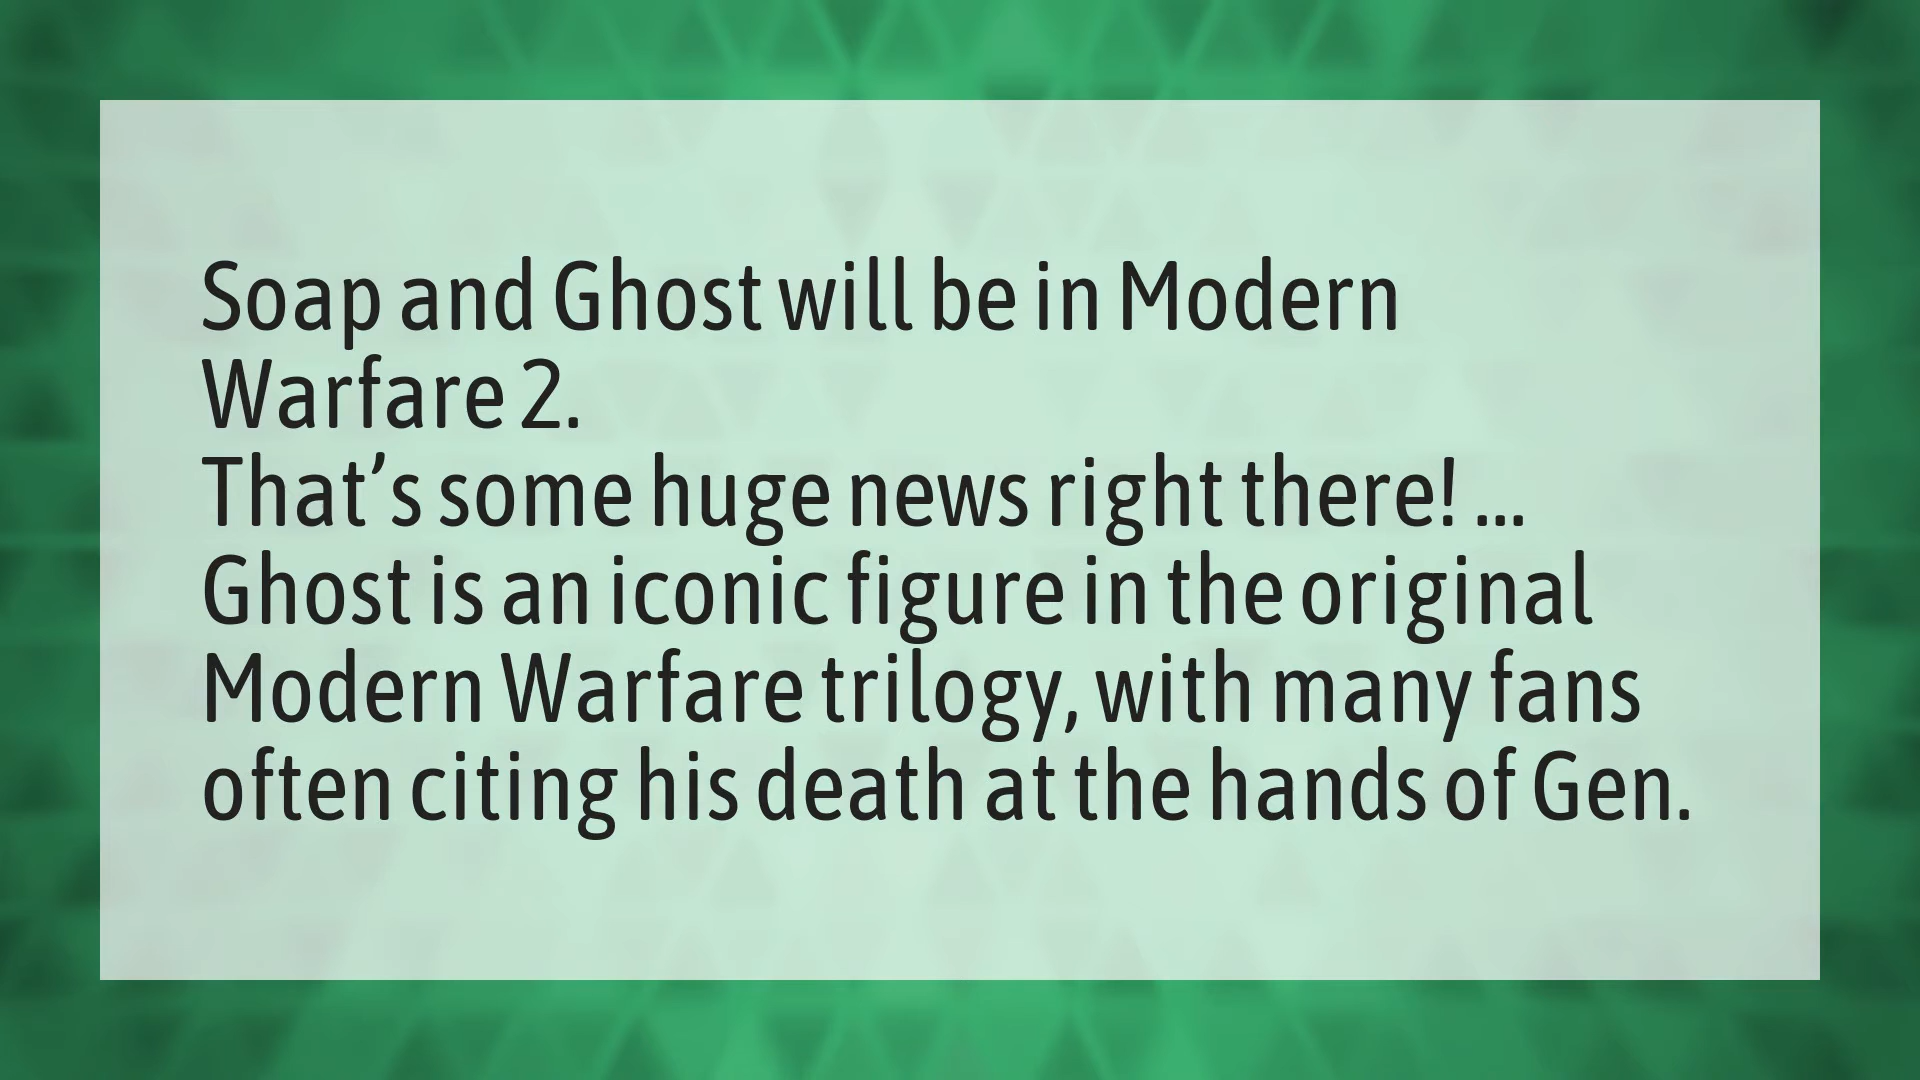 Soap and Ghost will be in Modern
Warfare 2.
That’s some huge news right there! ...
Ghost is an iconic figure in the original
Modern Warfare trilogy, with many fans
often citing his death at the hands of Gen.